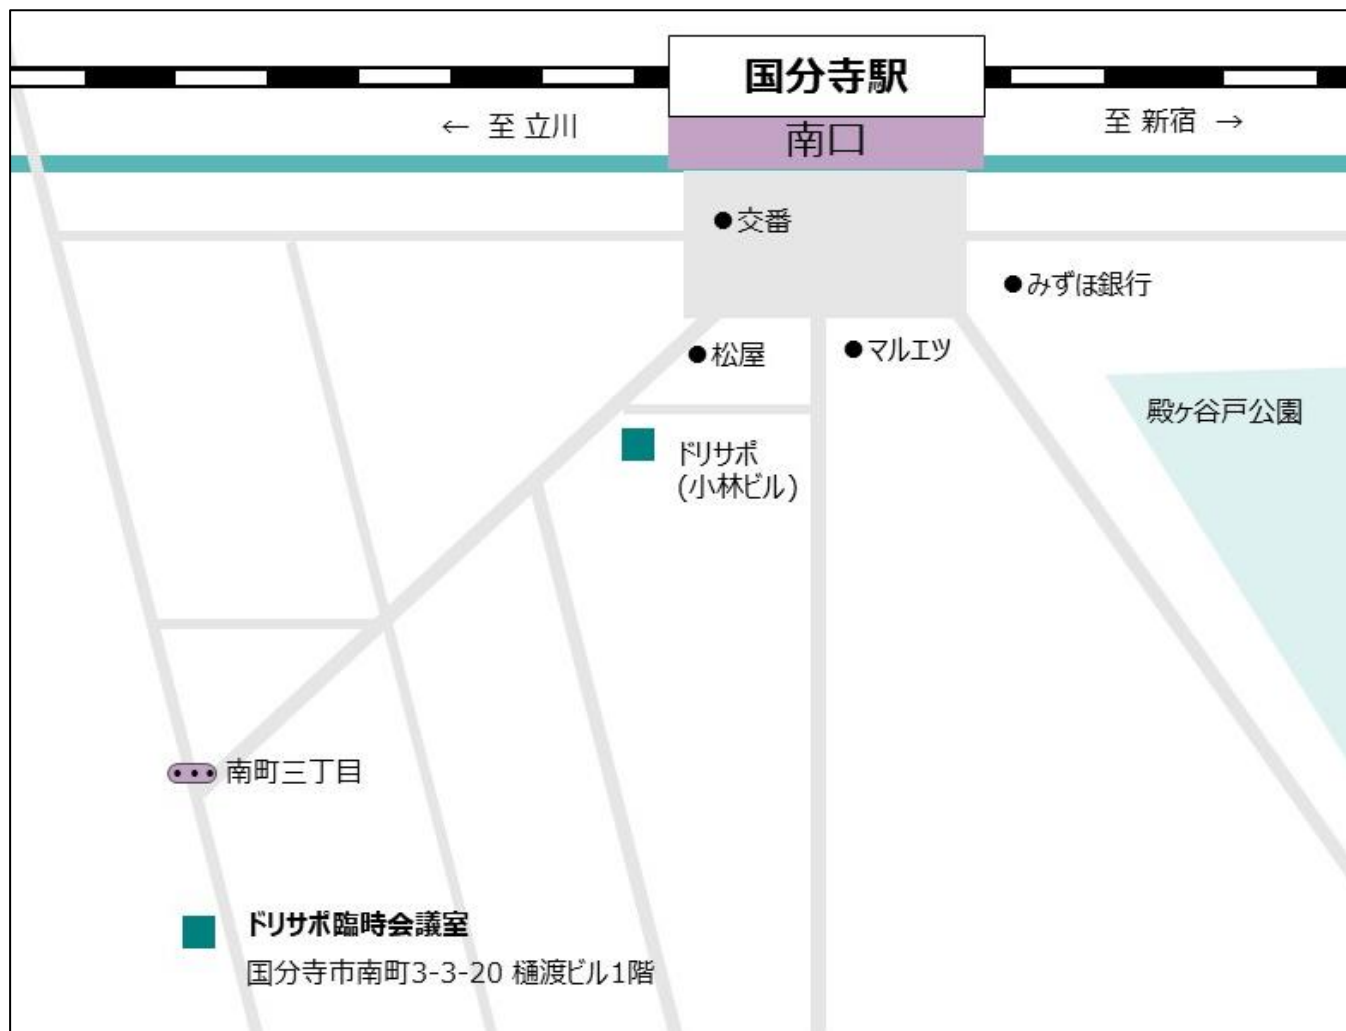 国分寺駅
← 至 立川
南口
至 新宿 →
●交番
●みずほ銀行
●松屋
●マルエツ
殿ヶ谷戸公園
ドリサポ
(小林ビル)
南町三丁目
ドリサポ臨時会議室
国分寺市南町3-3-20 樋渡ビル1階